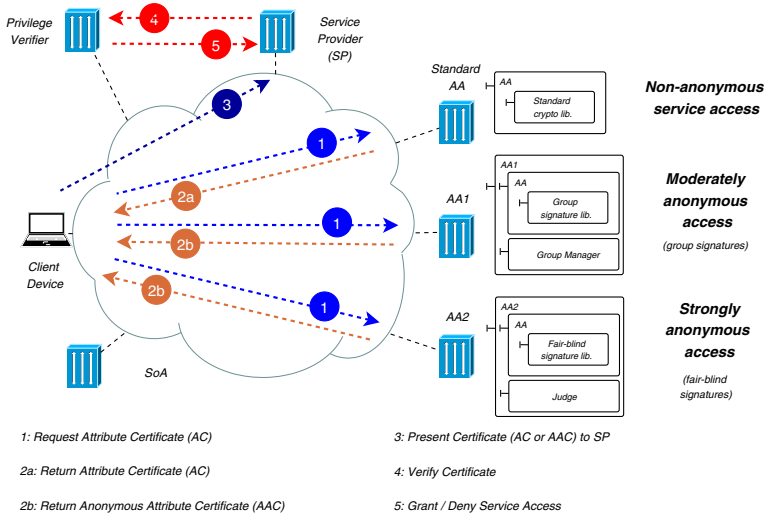 Privilege
Verifier
4
5
Service
Provider
(SP)
3
Standard
AA
AA
Standard
crypto lib.
Non-anonymous
service access
1
2a
AA1
AA1
AA
Group
signature lib.
Group Manager
Moderately
anonymous
access
(group signatures)
1
2b
Client
Device
2b
1
AA2
AA2
AA
Fair-blind
signature lib.
Judge
Strongly
anonymous
access
(fair-blind
signatures)
SoA
1: Request Attribute Certificate (AC)
2a: Return Attribute Certificate (AC)
2b: Return Anonymous Attribute Certificate (AAC)
3: Present Certificate (AC or AAC) to SP
4: Verify Certificate
5: Grant / Deny Service Access